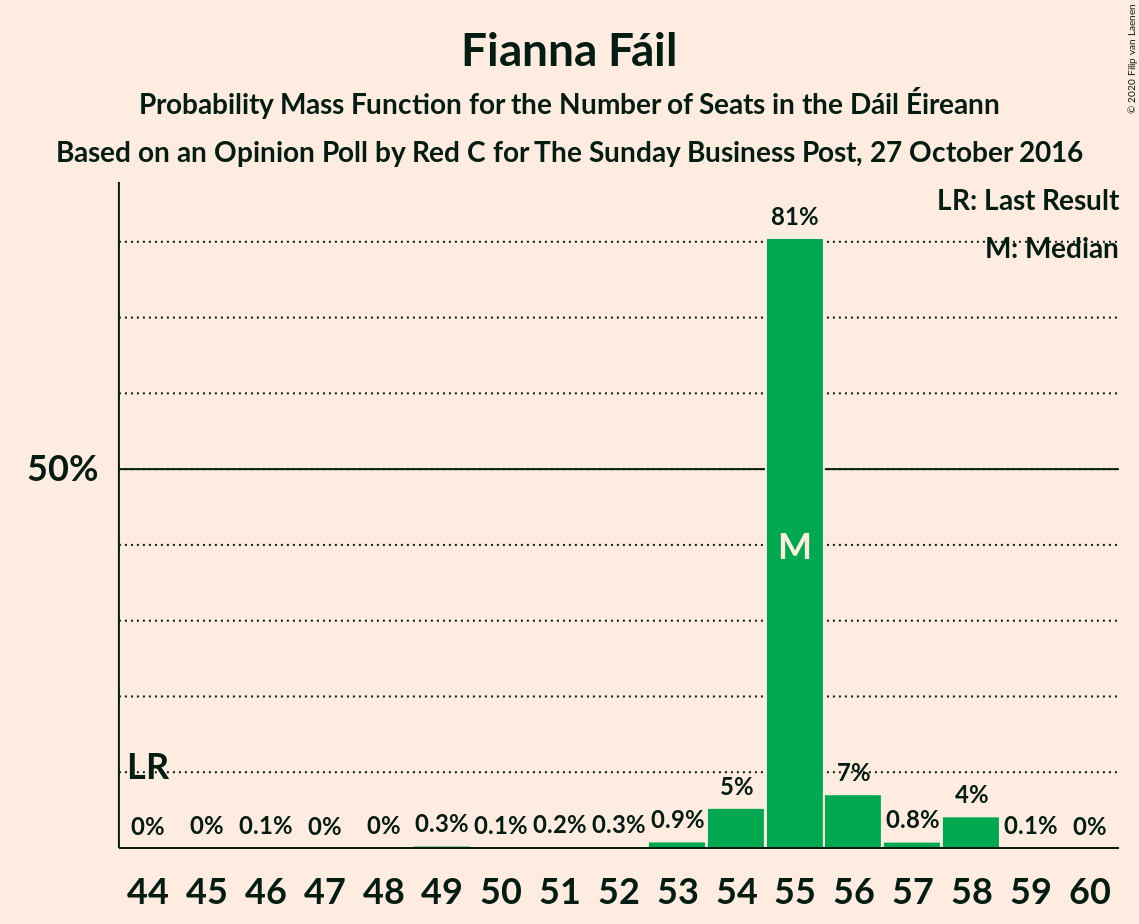 Fianna Fáil
Probability Mass Function for the Number of Seats in the Dáil Éireann
Based on an Opinion Poll by Red C for The Sunday Business Post, 27 October 2016
© 2020 Filip van Laenen
LR: Last Result
M: Median
81%
50%
M
LR
0% 0% 0.1% 0% 0% 0.3% 0.1% 0.2% 0.3% 0.9% 5% 7% 0.8% 4% 0.1% 0%
44 45 46 47 48 49 50 51 52 53 54 55 56 57 58 59 60